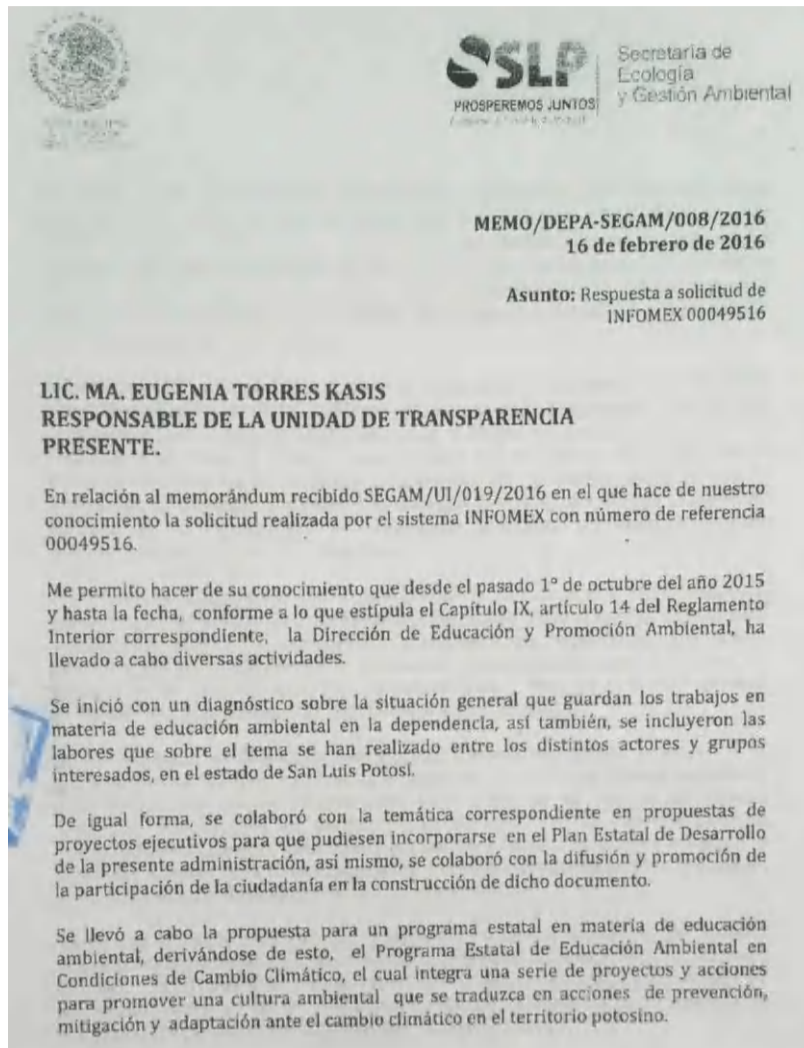 SSLP
PROSPEREMOS JUNTOS
Secretaría de
Ecología
y Gestión Ambiental
MEMO/DEPA-SEGAM/008/2016
16 de febrero de 2016
Asunto: Respuesta a solicitud de
INFOMEX 00049516
LIC. MA. EUGENIA TORRES KASIS
RESPONSABLE DE LA UNIDAD DE TRANSPARENCIA
PRESENTE.
En relación al memorándum recibido SEGAM/UI/019/2016 en el que hace de nuestro
conocimiento la solicitud realizada por el sistema INFOMEX con número de referencia
00049516.
Me permito hacer de su conocimiento que desde el pasado 1° de octubre del año 2015
y hasta la fecha, conforme a lo que estípula el Capítulo IX, artículo 14 del Reglamento
Interior correspondiente, la Dirección de Educación y Promoción Ambiental, ha
llevado a cabo diversas actividades.
Se inició con un diagnóstico sobre la situación general que guardan los trabajos en
materia de educación ambiental en la dependencia, así también, se incluyeron las
labores que sobre el tema se han realizado entre los distintos actores y grupos
interesados, en el estado de San Luis Potosí.
De igual forma, se colaboró con la temática correspondiente en propuestas de
proyectos ejecutivos para que pudiesen incorporarse en el Plan Estatal de Desarrollo
de la presente administración, asi mismo, se colaboró con la difusión y promoción de
la participación de la ciudadanía en la construcción de dicho documento.
Se llevó a cabo la propuesta para un programa estatal en materia de educación
ambiental, derivándose de esto, el Programa Estatal de Educación Ambiental en
Condiciones de Cambio Climático, el cual integra una serie de proyectos y acciones
para promover una cultura ambiental que se traduzca en acciones de prevención,
mitigación y adaptación ante el cambio climático en el territorio potosino.